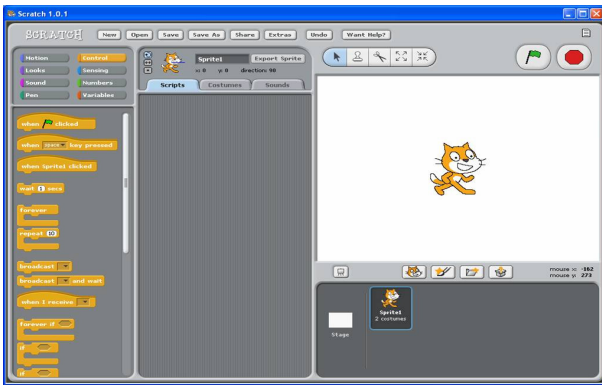 Scratch 1.0.1
SCRATCH New Open Save Save As Share Extras Undo Want Help?
Motion Control
Looks Sensing
Sound Numbers
Pen Variables
Sprite1 Export Sprite
x: 0 y: 0 direction: 90
Scripts Costumes Sounds
when clicked
when space key pressed
when Sprite1 clicked
wait 1 secs
forever
repeat 10
broadcast
broadcast and wait
when I receive
forever if
if
if
mouse x: -162
mouse y: 273
Stage
Sprite1
2 costumes